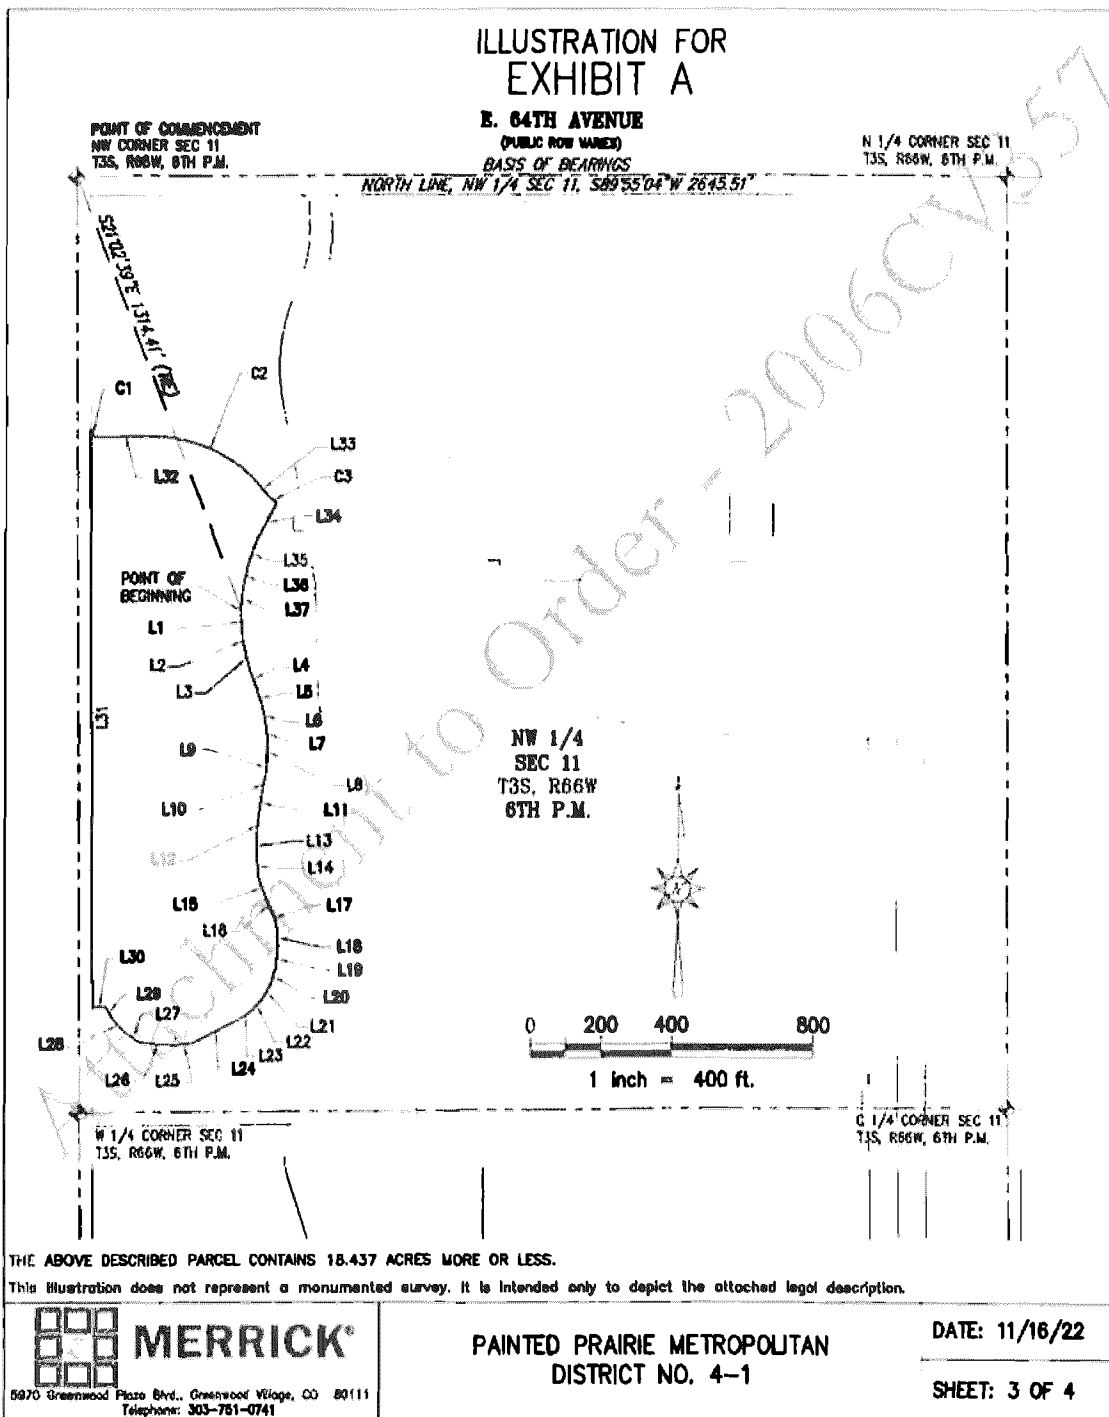 ILLUSTRATION FOR
EXHIBIT A
E. 64TH AVENUE
(PUBLIC ROW VARIES)
BASIS OF BEARINGS
NORTH LINE, NW 1/4 SEC 11, S89°55'04"W 2645.51'
POINT OF COMMENCEMENT
NW CORNER SEC 11
T3S, R66W, 6TH P.M.
N 1/4 CORNER SEC 11
T3S, R66W, 6TH P.M.
S21°02'39"E 1314.41' (TIE)
C1
C2
L33
C3
L32
L34
L35
L36
L37
POINT OF
BEGINNING
L1
L2
L3
L4
L5
L6
L7
L31
L9
L8
L10
L11
L12
L13
L14
L15
L16
L17
L18
L19
L20
L21
L22
L23
L24
L25
L26
L27
L28
L29
L30
NW 1/4
SEC 11
T3S, R66W
6TH P.M.
N
0 200 400 800
1 inch = 400 ft.
W 1/4 CORNER SEC 11
T3S, R66W, 6TH P.M.
C 1/4 CORNER SEC 11
T3S, R66W, 6TH P.M.
Attachment to Order - 2006CV357
THE ABOVE DESCRIBED PARCEL CONTAINS 18.437 ACRES MORE OR LESS.
This illustration does not represent a monumented survey. It is intended only to depict the attached legal description.
MERRICK®
5970 Greenwood Plaza Blvd., Greenwood Village, CO 80111
Telephone: 303-751-0741
PAINTED PRAIRIE METROPOLITAN
DISTRICT NO. 4-1
DATE: 11/16/22
SHEET: 3 OF 4